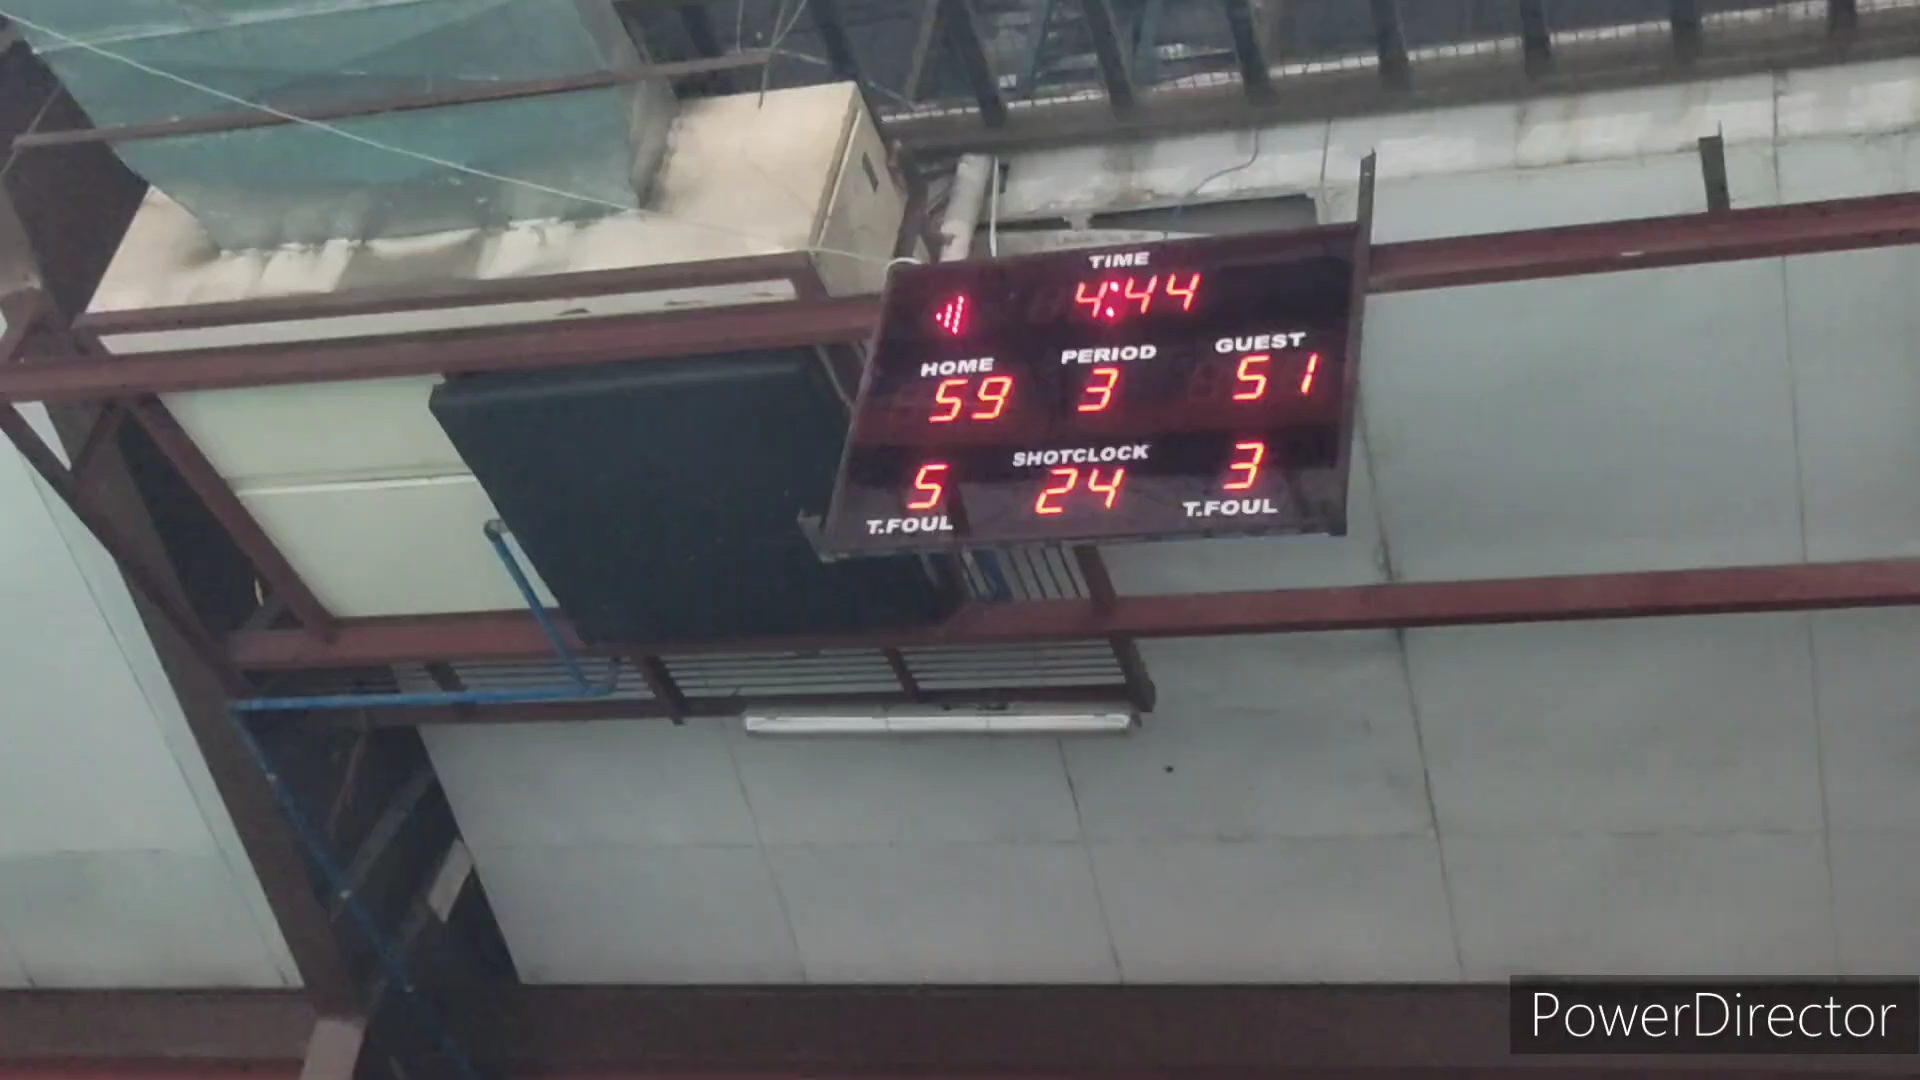 TIME
4:44
HOME PERIOD GUEST
59 3 51
SHOTCLOCK
5 24 3
T.FOUL T.FOUL
PowerDirector